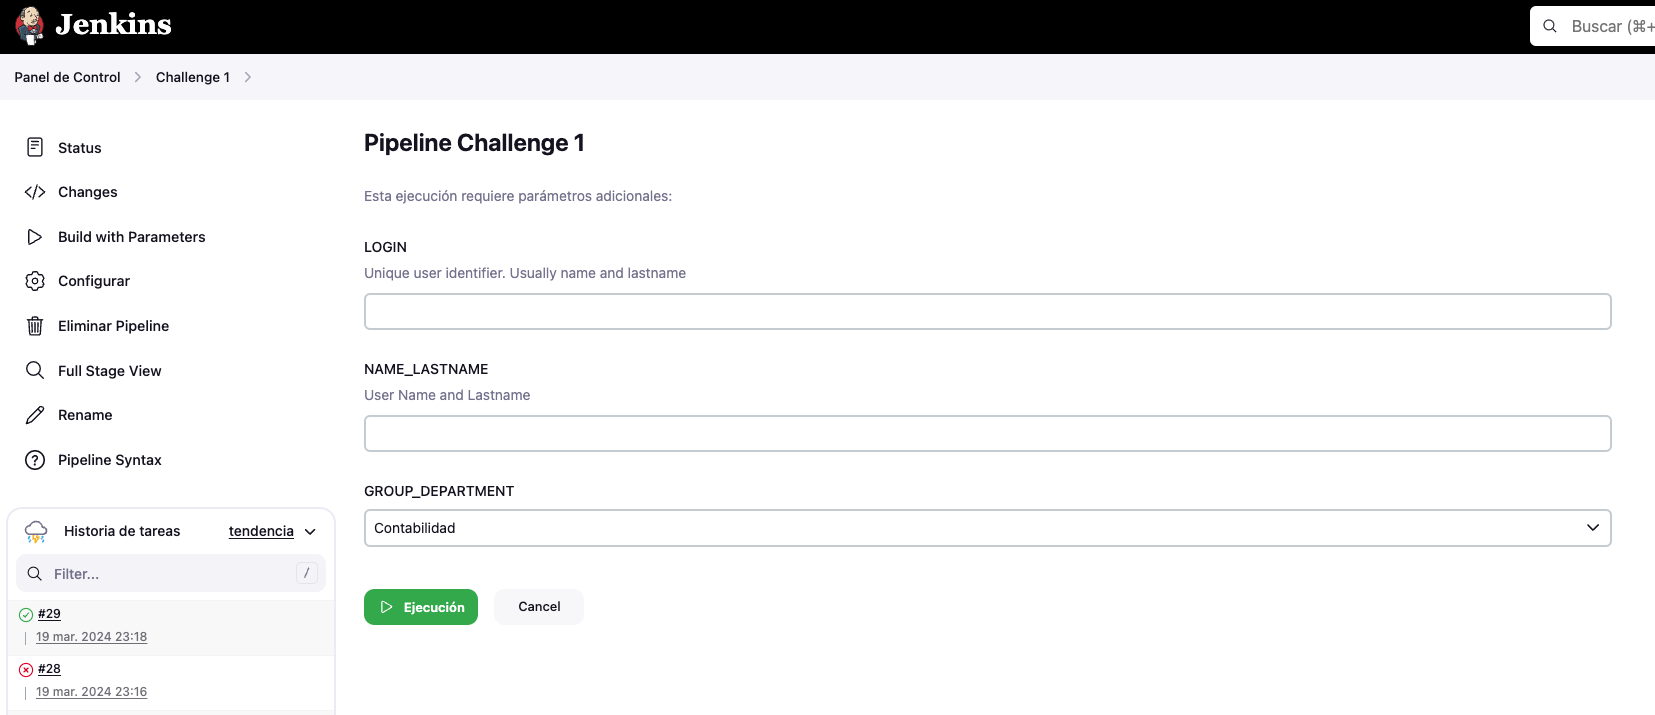 Jenkins
Buscar (⌘+
Panel de Control
Challenge 1
Status
Changes
Build with Parameters
Configurar
Eliminar Pipeline
Full Stage View
Rename
Pipeline Syntax
Historia de tareas
tendencia
Filter...
/
#29
19 mar. 2024 23:18
#28
19 mar. 2024 23:16
Pipeline Challenge 1
Esta ejecución requiere parámetros adicionales:
LOGIN
Unique user identifier. Usually name and lastname
NAME_LASTNAME
User Name and Lastname
GROUP_DEPARTMENT
Contabilidad
Ejecución
Cancel